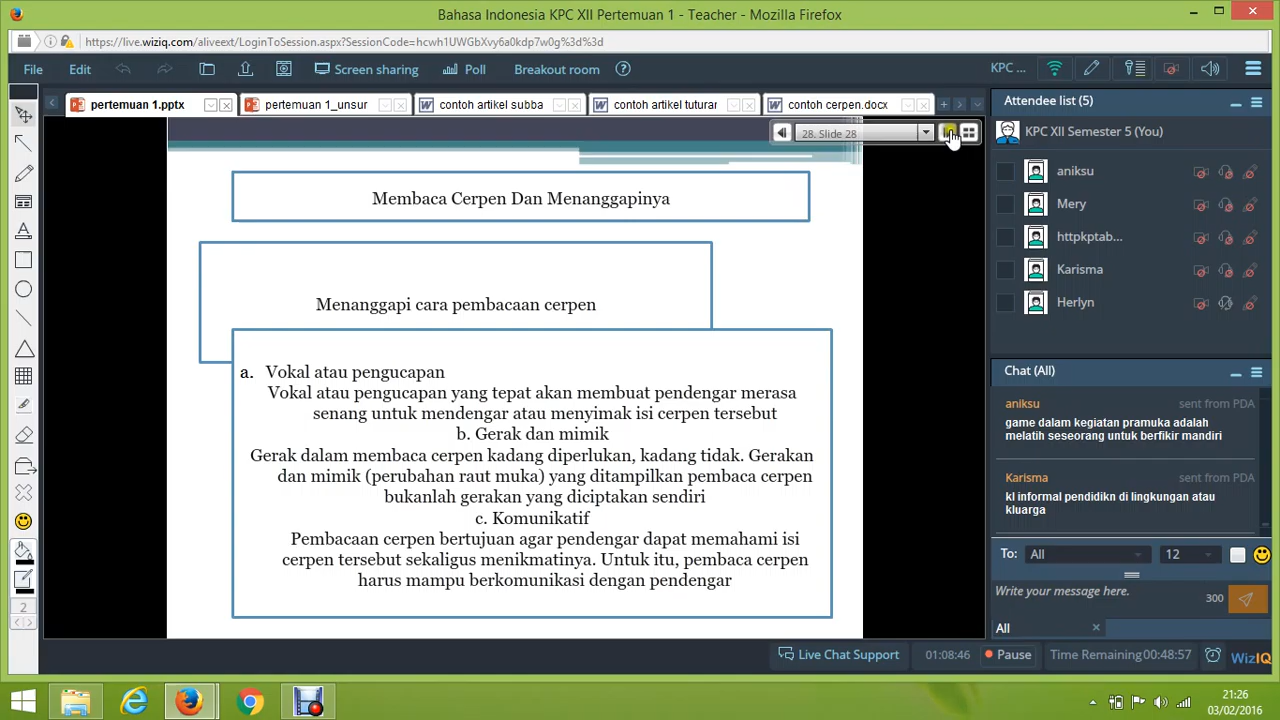 Bahasa Indonesia KPC XII Pertemuan 1 - Teacher - Mozilla Firefox
https://live.wiziq.com/aliveext/LoginToSession.aspx?SessionCode=hcwh1UWGbXvy6a0kdp7w0g%3d%3d
File Edit Screen sharing Poll Breakout room KPC ...
pertemuan 1.pptx pertemuan 1_unsur contoh artikel subba contoh artikel tuturar contoh cerpen.docx
28. Slide 28
Membaca Cerpen Dan Menanggapinya
Menanggapi cara pembacaan cerpen
a. Vokal atau pengucapan
Vokal atau pengucapan yang tepat akan membuat pendengar merasa
senang untuk mendengar atau menyimak isi cerpen tersebut
b. Gerak dan mimik
Gerak dalam membaca cerpen kadang diperlukan, kadang tidak. Gerakan
dan mimik (perubahan raut muka) yang ditampilkan pembaca cerpen
bukanlah gerakan yang diciptakan sendiri
c. Komunikatif
Pembacaan cerpen bertujuan agar pendengar dapat memahami isi
cerpen tersebut sekaligus menikmatinya. Untuk itu, pembaca cerpen
harus mampu berkomunikasi dengan pendengar
2
Attendee list (5)
KPC XII Semester 5 (You)
aniksu
Mery
httpkptab...
Karisma
Herlyn
Chat (All)
aniksu sent from PDA
game dalam kegiatan pramuka adalah
melatih seseorang untuk berfikir mandiri
Karisma sent from PDA
kl informal pendidikn di lingkungan atau
kluarga
To: All 12
Write your message here. 300
All
Live Chat Support 01:08:46 Pause Time Remaining 00:48:57 WizIQ
21:26
03/02/2016